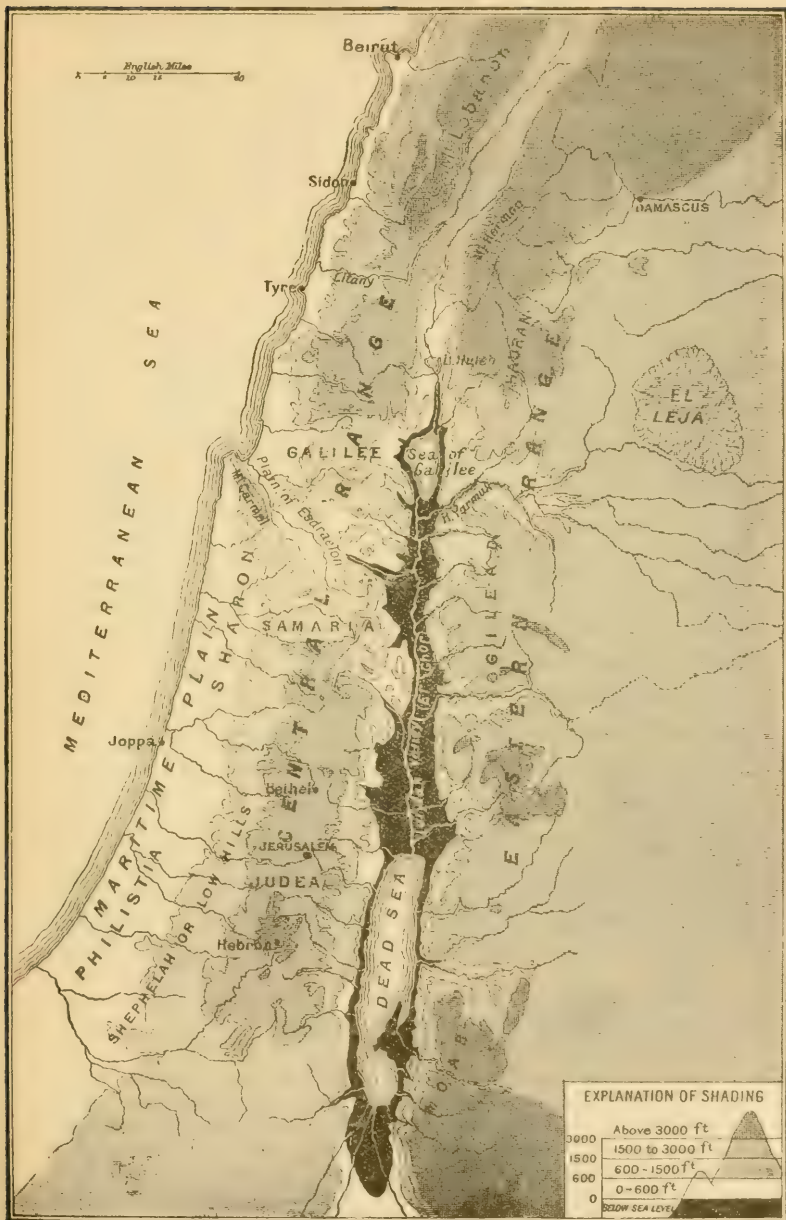 Beirut
English Miles
Lebanon
Sidon
DAMASCUS
Mt Hermon
Litany
Tyre
MEDITERRANEAN SEA
HAURAN
L. Huleh
EL
LEJA
GALILEE
Sea of
Galilee
Mt Carmel
Plain of Esdraelon
R. Yarmuk
CENTRAL RANGE
EASTERN RANGE
GILEAD
SAMARIA
MARITIME PLAIN
SHARON
Joppa
Bethel
JERUSALEM
JUDEA
PHILISTIA
SHEPHELAH OR LOW HILLS
Hebron
DEAD SEA
MOAB
EXPLANATION OF SHADING
Above 3000 ft
3000
1500 to 3000 ft
1500
600-1500 ft
600
0-600 ft
0
BELOW SEA LEVEL